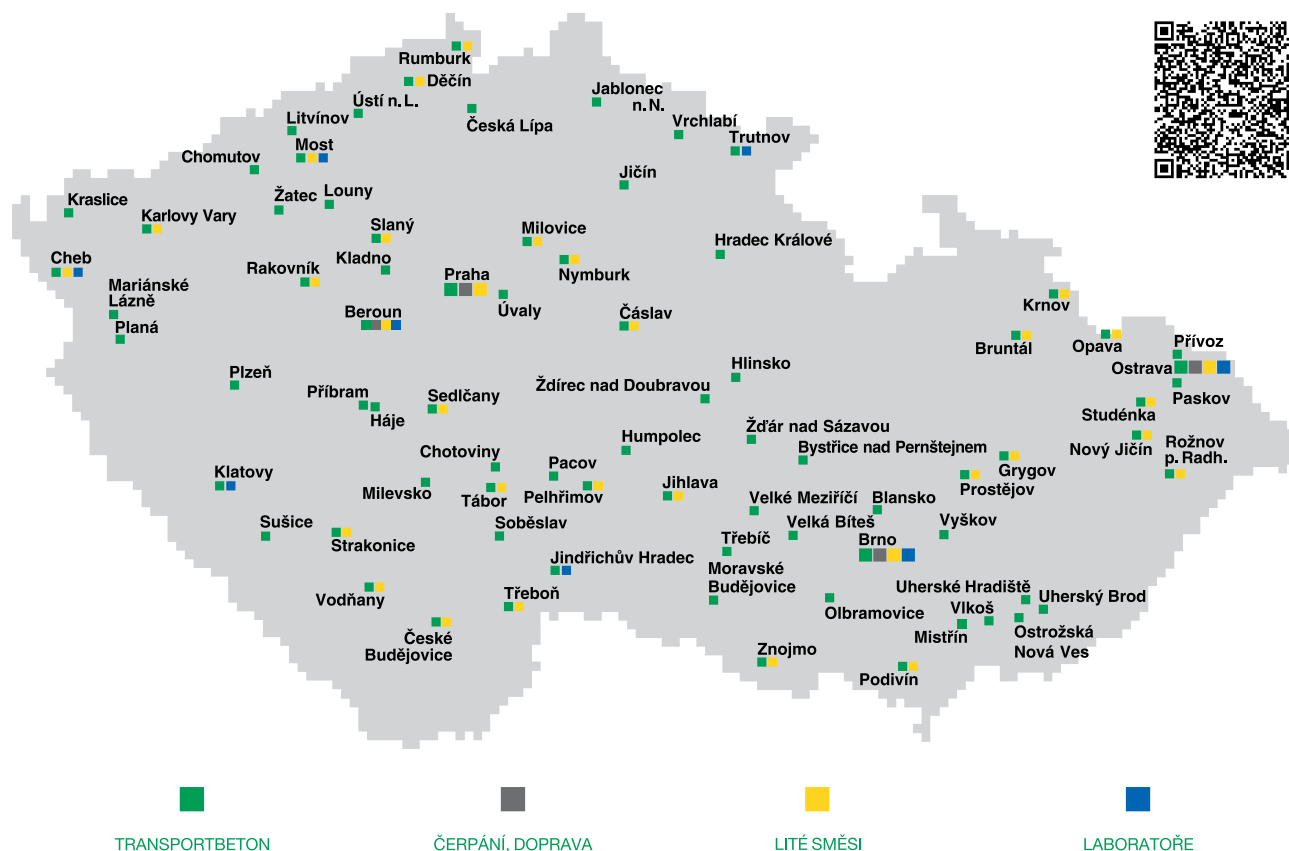 Rumburk
Děčín
Ústí n. L.
Česká Lípa
Jablonec
n. N.
Litvínov
Vrchlabí
Trutnov
Most
Chomutov
Jičín
Žatec
Louny
Kraslice
Karlovy Vary
Slaný
Milovice
Hradec Králové
Cheb
Rakovník
Kladno
Praha
Nymburk
Mariánské
Lázně
Úvaly
Krnov
Beroun
Čáslav
Planá
Bruntál
Opava
Přívoz
Ostrava
Plzeň
Hlinsko
Ždírec nad Doubravou
Paskov
Příbram
Sedlčany
Háje
Studénka
Žďár nad Sázavou
Nový Jičín
Rožnov
p. Radh.
Humpolec
Bystřice nad Pernštejnem
Chotoviny
Pacov
Grygov
Klatovy
Milevsko
Tábor
Pelhřimov
Jihlava
Prostějov
Velké Meziříčí
Blansko
Sušice
Soběslav
Velká Bíteš
Vyškov
Strakonice
Třebíč
Brno
Jindřichův Hradec
Moravské
Budějovice
Uherské Hradiště
Vodňany
Třeboň
Olbramovice
Vlkoš
Uherský Brod
České
Budějovice
Mistřín
Ostrožská
Nová Ves
Znojmo
Podivín
TRANSPORTBETON
ČERPÁNÍ, DOPRAVA
LITÉ SMĚSI
LABORATOŘE